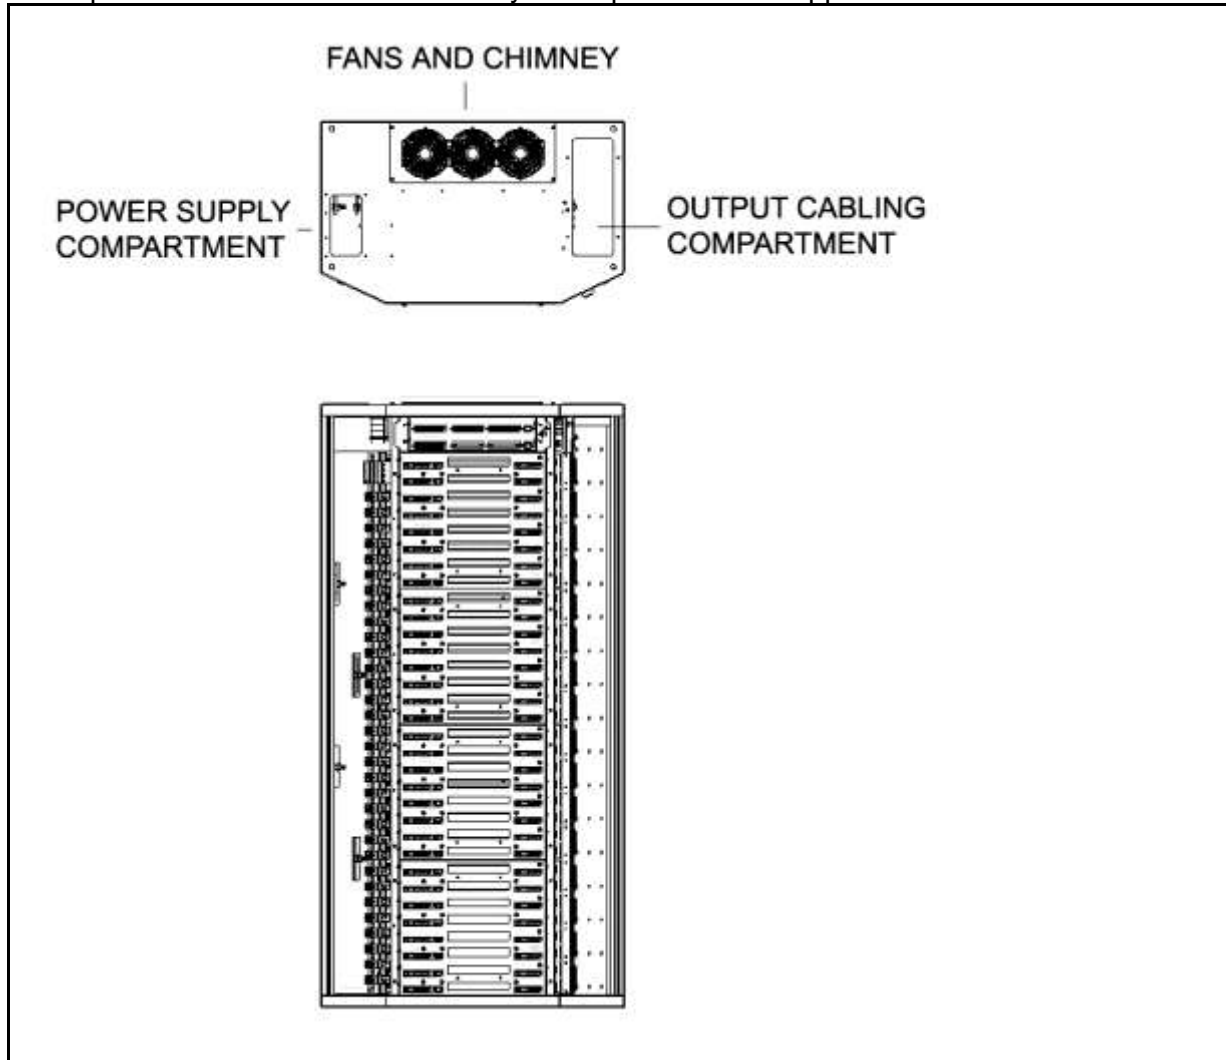 FANS AND CHIMNEY
POWER SUPPLY
COMPARTMENT
OUTPUT CABLING
COMPARTMENT